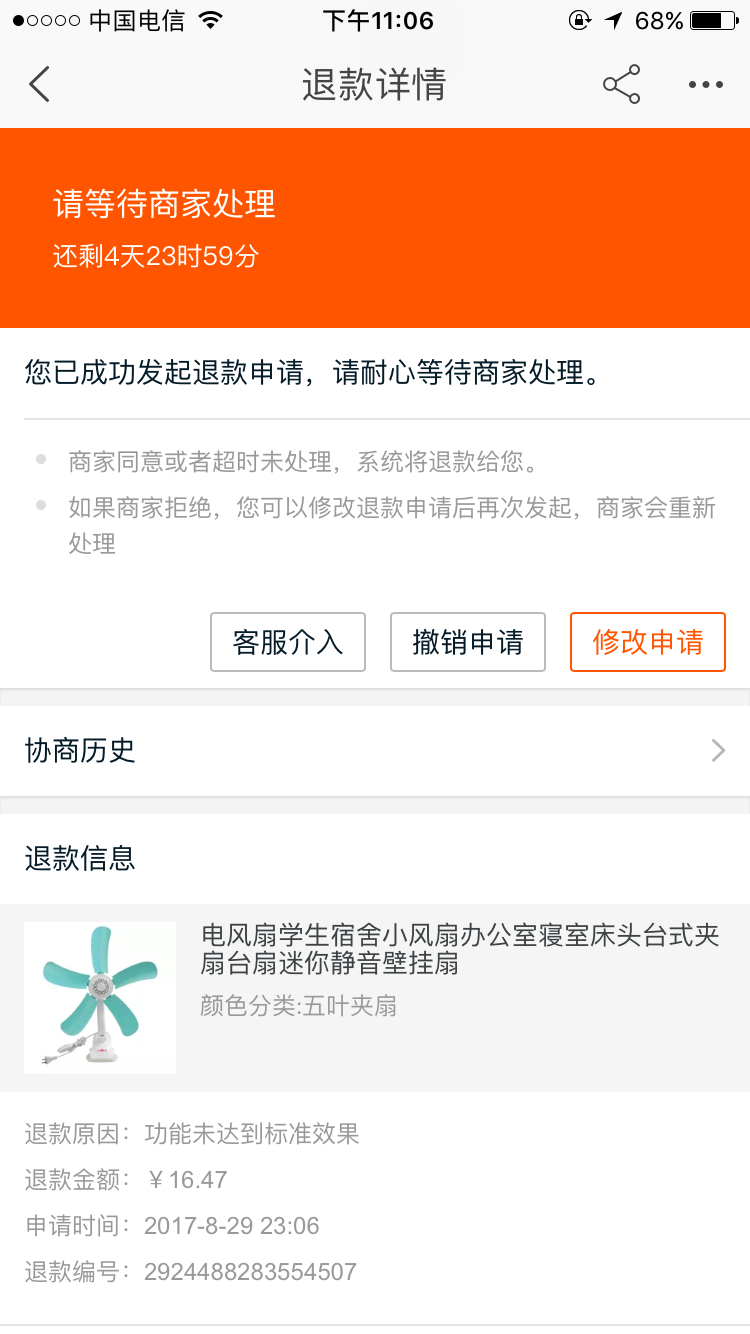 中国电信 下午11:06 68%
退款详情
请等待商家处理
还剩4天23时59分
您已成功发起退款申请，请耐心等待商家处理。
商家同意或者超时未处理，系统将退款给您。
如果商家拒绝，您可以修改退款申请后再次发起，商家会重新
处理
客服介入 撤销申请 修改申请
协商历史
退款信息
电风扇学生宿舍小风扇办公室寝室床头台式夹
扇台扇迷你静音壁挂扇
颜色分类:五叶夹扇
退款原因：功能未达到标准效果
退款金额：￥16.47
申请时间：2017-8-29 23:06
退款编号：2924488283554507